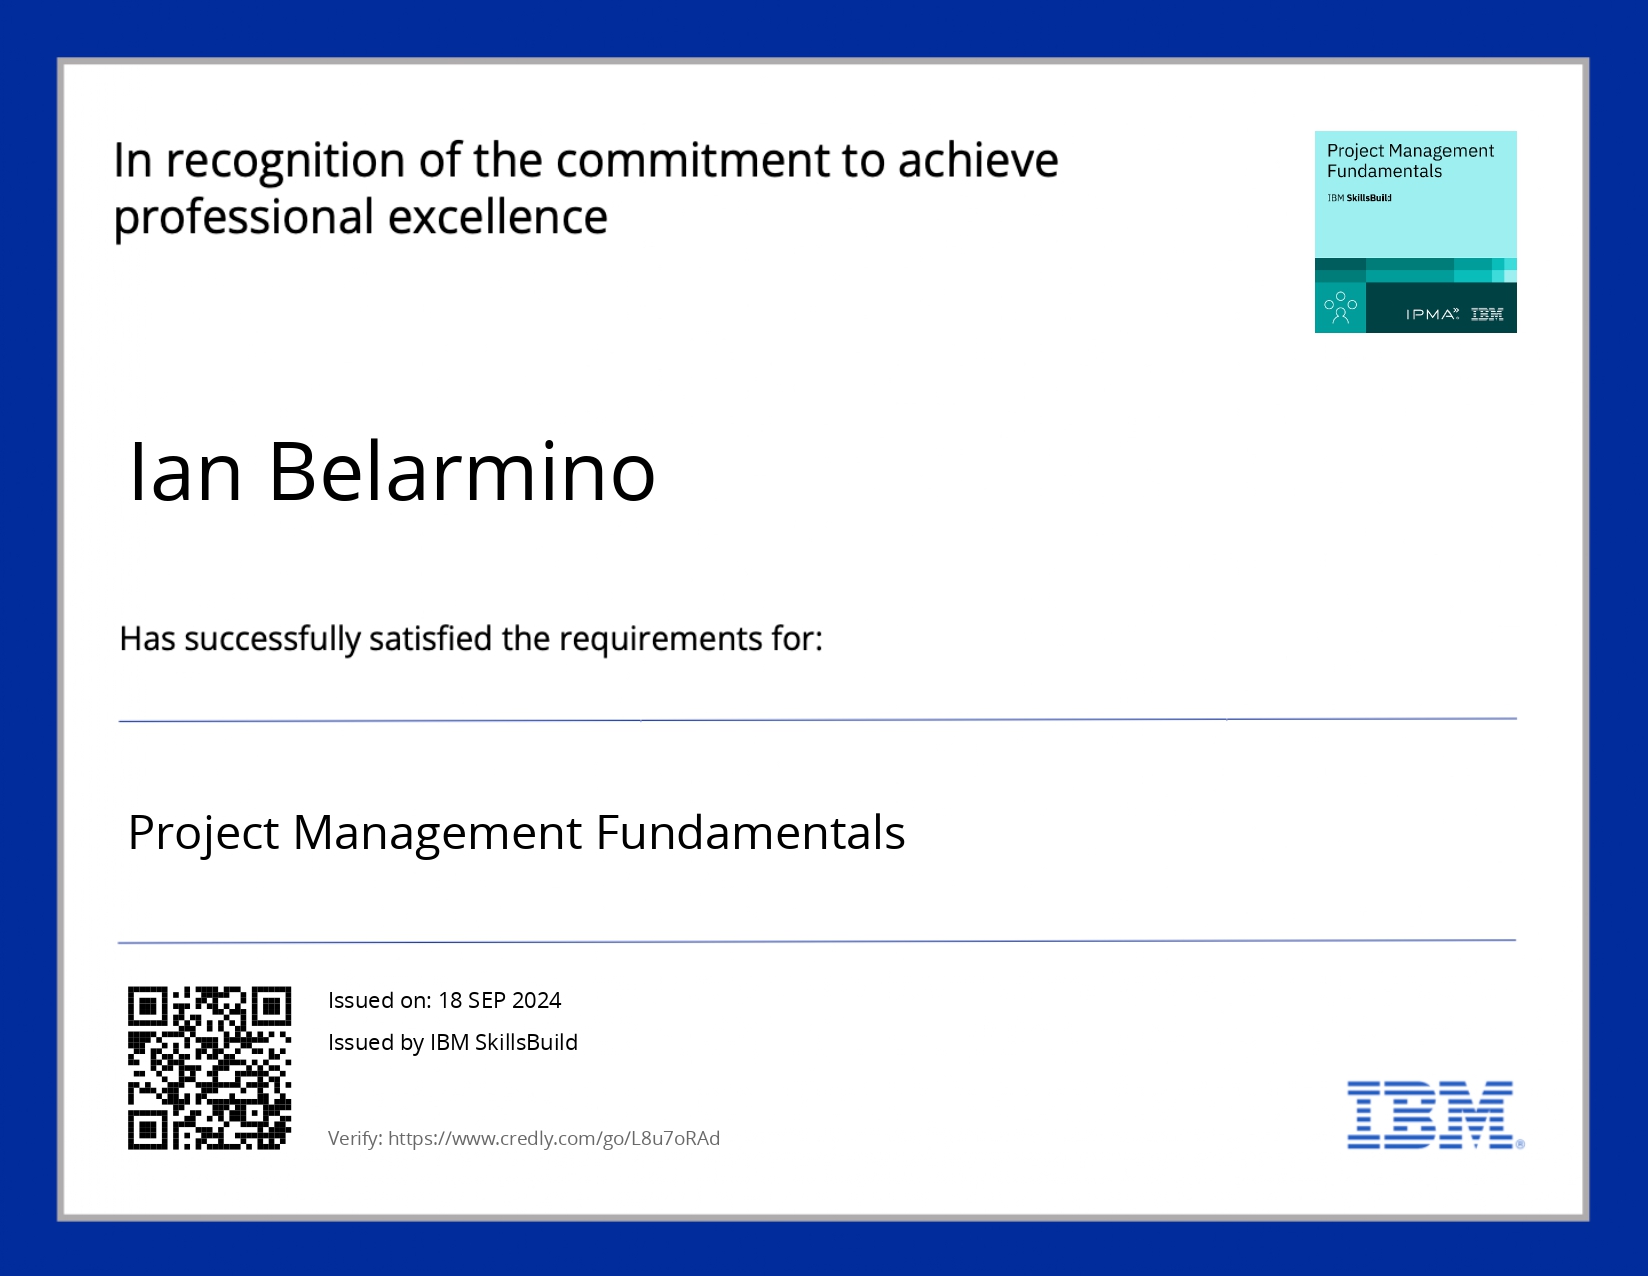 In recognition of the commitment to achieve
professional excellence
Project Management
Fundamentals
IBM SkillsBuild
IPMA
IBM
Ian Belarmino
Has successfully satisfied the requirements for:
Project Management Fundamentals
Issued on: 18 SEP 2024
Issued by IBM SkillsBuild
Verify: https://www.credly.com/go/L8u7oRAd
IBM®